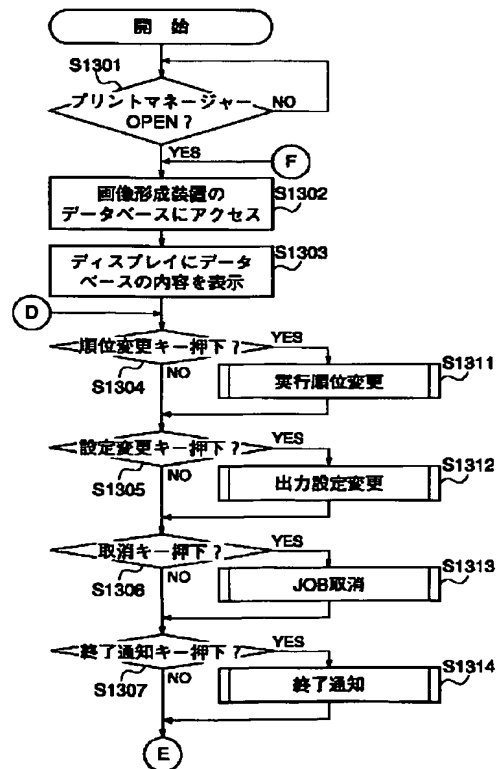 開 始
S1301
プリントマネージャー
OPEN ?
NO
YES
F
画像形成装置の
データベースにアクセス
S1302
ディスプレイにデータ
ベースの内容を表示
S1303
D
順位変更キー押下 ?
YES
S1304
NO
実行順位変更
S1311
設定変更キー押下 ?
YES
S1305
NO
出力設定変更
S1312
取消キー押下 ?
YES
S1306
NO
JOB取消
S1313
終了通知キー押下 ?
YES
S1307
NO
終了通知
S1314
E